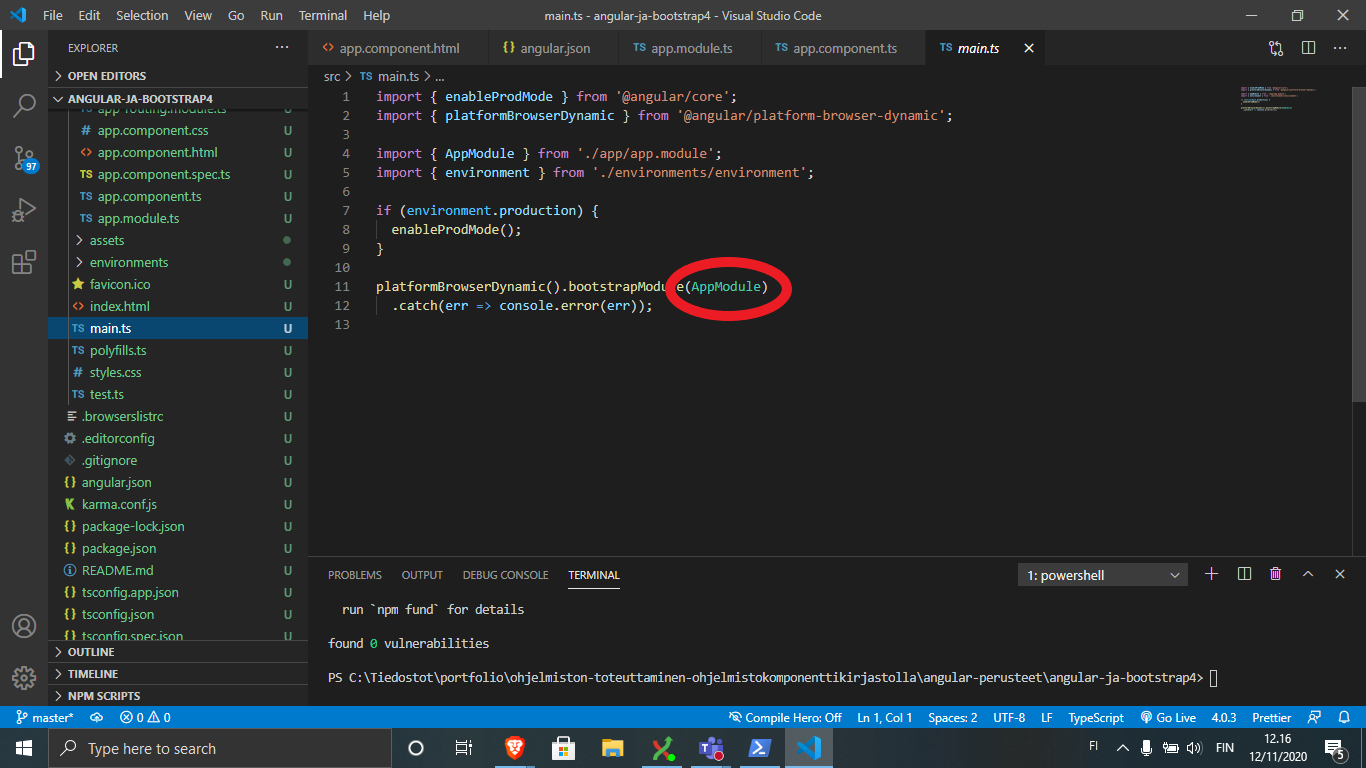 File Edit Selection View Go Run Terminal Help
main.ts - angular-ja-bootstrap4 - Visual Studio Code
EXPLORER
OPEN EDITORS
ANGULAR-JA-BOOTSTRAP4
app-routing.module.ts U
# app.component.css U
<> app.component.html U
TS app.component.spec.ts U
TS app.component.ts U
TS app.module.ts U
assets
environments
favicon.ico U
<> index.html U
TS main.ts U
TS polyfills.ts U
# styles.css U
TS test.ts U
.browserslistrc U
.editorconfig U
.gitignore U
{} angular.json U
K karma.conf.js U
{} package-lock.json U
{} package.json U
README.md U
{} tsconfig.app.json U
{} tsconfig.json U
{} tsconfig.spec.json U
OUTLINE
TIMELINE
NPM SCRIPTS
97
<> app.component.html {} angular.json TS app.module.ts TS app.component.ts TS main.ts
src > TS main.ts > ...
1 import { enableProdMode } from '@angular/core';
2 import { platformBrowserDynamic } from '@angular/platform-browser-dynamic';
3
4 import { AppModule } from './app/app.module';
5 import { environment } from './environments/environment';
6
7 if (environment.production) {
8 enableProdMode();
9 }
10
11 platformBrowserDynamic().bootstrapModule(AppModule)
12 .catch(err => console.error(err));
13
PROBLEMS OUTPUT DEBUG CONSOLE TERMINAL
1: powershell
run `npm fund` for details
found 0 vulnerabilities
PS C:\Tiedostot\portfolio\ohjelmiston-toteuttaminen-ohjelmistokomponenttikirjastolla\angular-perusteet\angular-ja-bootstrap4>
master* 0 0
Compile Hero: Off Ln 1, Col 1 Spaces: 2 UTF-8 LF TypeScript Go Live 4.0.3 Prettier
Type here to search
FI
FIN
12.16
12/11/2020
5